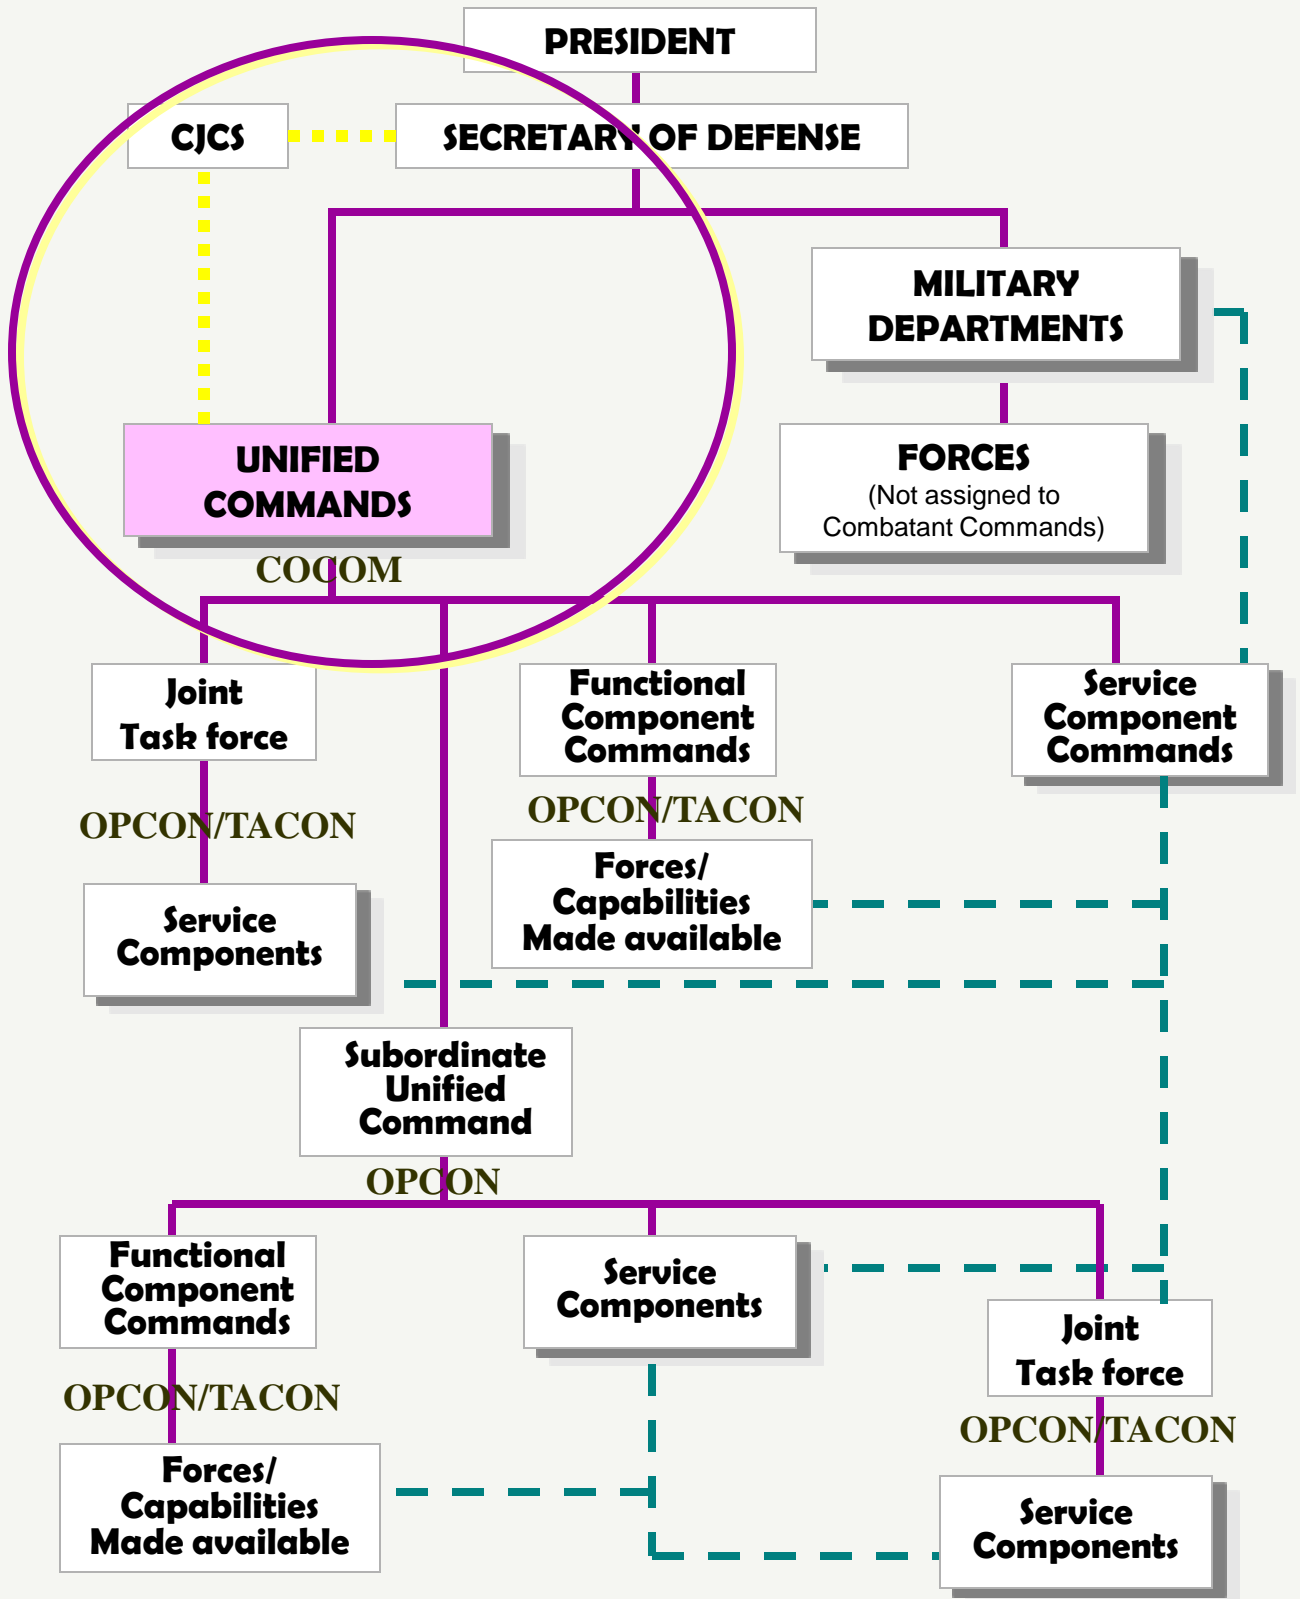 PRESIDENT
CJCS
SECRETARY OF DEFENSE
MILITARY
DEPARTMENTS
UNIFIED
COMMANDS
FORCES
(Not assigned to
Combatant Commands)
COCOM
Joint
Task force
Functional
Component
Commands
Service
Component
Commands
OPCON/TACON
OPCON/TACON
Forces/
Capabilities
Made available
Service
Components
Subordinate
Unified
Command
OPCON
Functional
Component
Commands
Service
Components
Joint
Task force
OPCON/TACON
OPCON/TACON
Forces/
Capabilities
Made available
Service
Components